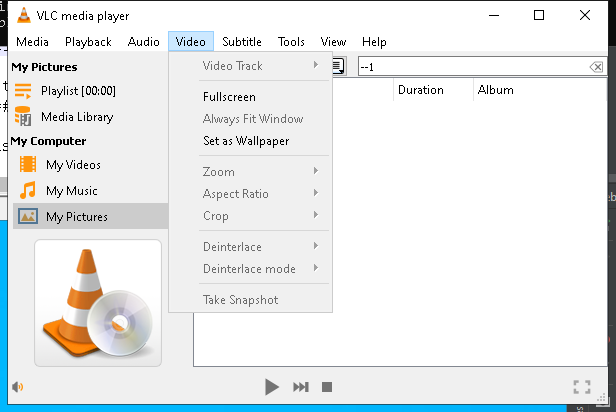 VLC media player
Media Playback Audio Video Subtitle Tools View Help
My Pictures
Playlist [00:00]
Media Library
My Computer
My Videos
My Music
My Pictures
Video Track
Fullscreen
Always Fit Window
Set as Wallpaper
Zoom
Aspect Ratio
Crop
Deinterlace
Deinterlace mode
Take Snapshot
--1
Duration Album